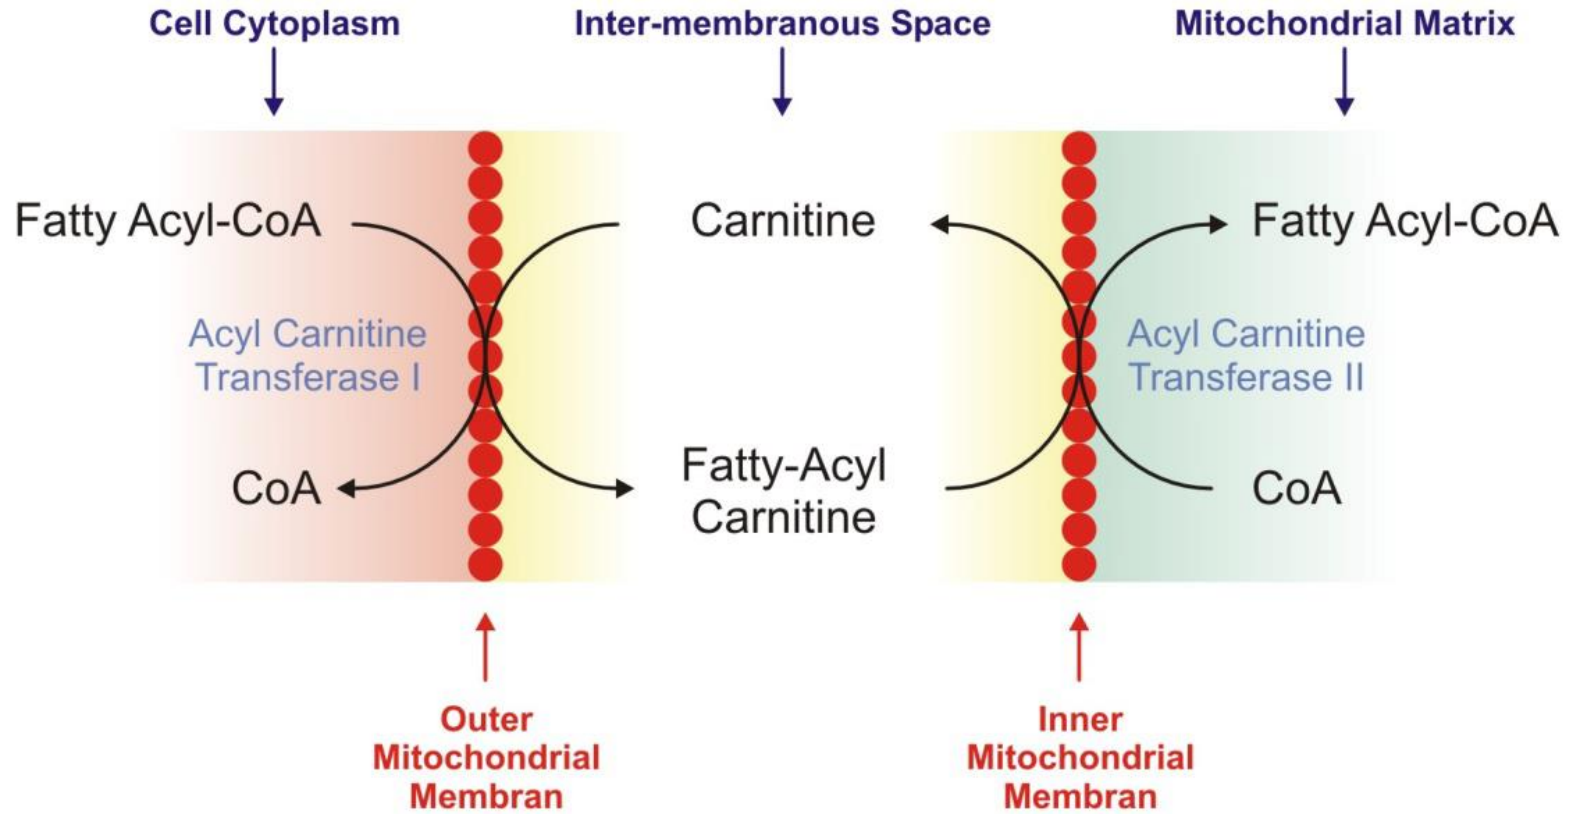 Cell Cytoplasm
Inter-membranous Space
Mitochondrial Matrix
Fatty Acyl-CoA
Carnitine
Fatty Acyl-CoA
Acyl Carnitine
Transferase I
Acyl Carnitine
Transferase II
CoA
Fatty-Acyl
Carnitine
CoA
Outer
Mitochondrial
Membran
Inner
Mitochondrial
Membran